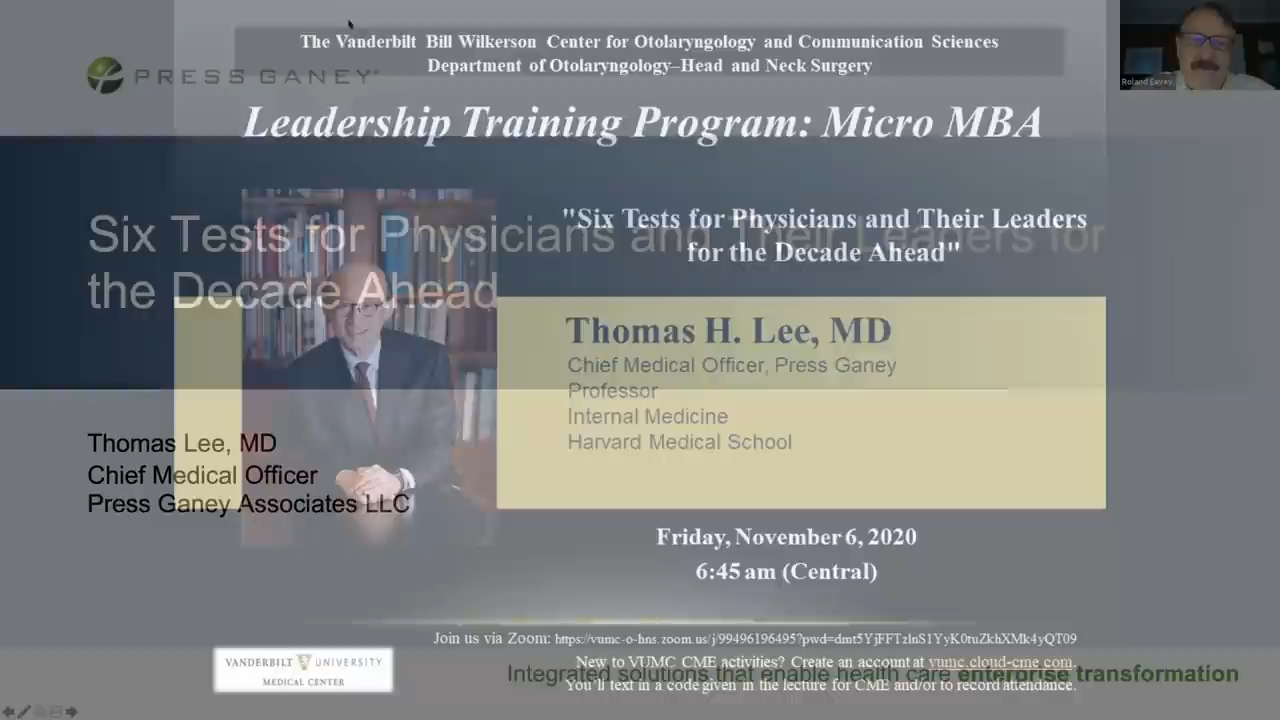 The Vanderbilt Bill Wilkerson Center for Otolaryngology and Communication Sciences
Department of Otolaryngology–Head and Neck Surgery
PRESS GANEY
Roland Eavey
Leadership Training Program: Micro MBA
Six Tests for Physicians and Their Leaders for
the Decade Ahead
"Six Tests for Physicians and Their Leaders
for the Decade Ahead"
Thomas H. Lee, MD
Chief Medical Officer, Press Ganey
Professor
Internal Medicine
Harvard Medical School
Thomas Lee, MD
Chief Medical Officer
Press Ganey Associates LLC
Friday, November 6, 2020
6:45 am (Central)
Join us via Zoom: https://vumc-o-hns.zoom.us/j/99496196495?pwd=dmt5YjFFTzlnS1YyK0tuZkhXMk4yQT09
VANDERBILT UNIVERSITY
MEDICAL CENTER
New to VUMC CME activities? Create an account at vumc.cloud-cme.com.
Integrated solutions that enable health care enterprise transformation
You'll text in a code given in the lecture for CME and/or to record attendance.